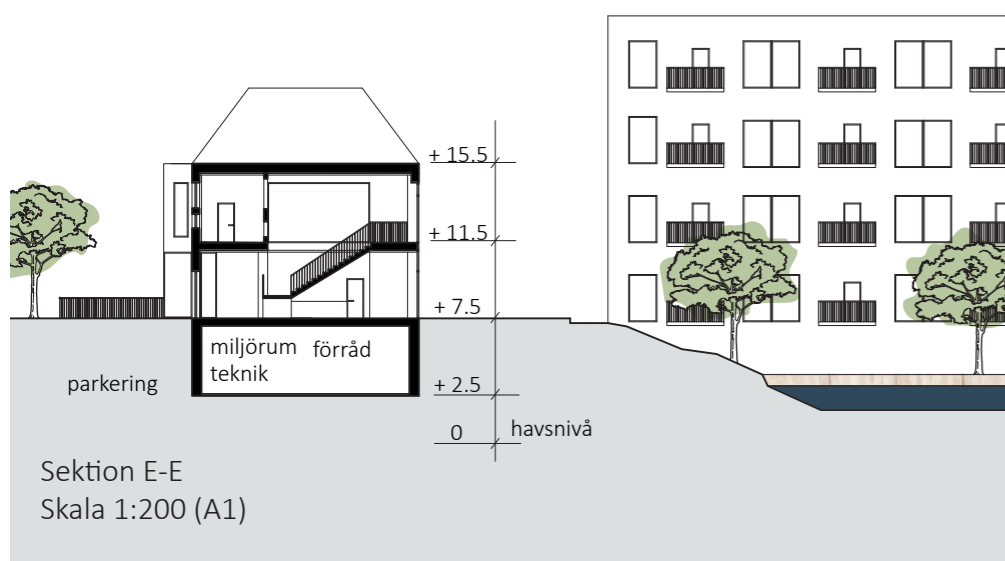 + 15.5
+ 11.5
+ 7.5
miljörum förråd
teknik
parkering
+ 2.5
0
havsnivå
Sektion E-E
Skala 1:200 (A1)